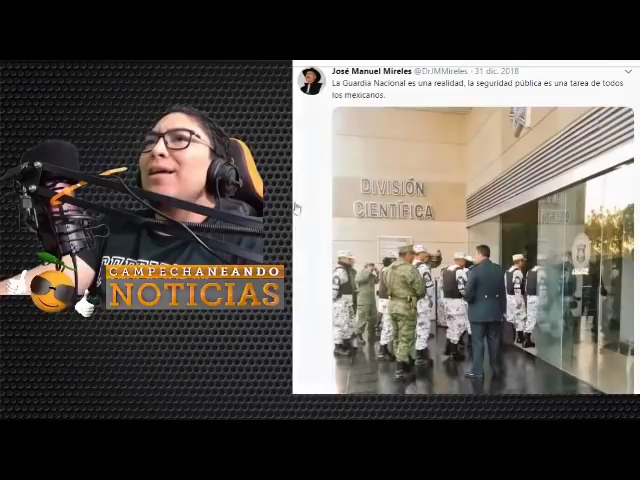 José Manuel Mireles @DrJMMireles · 31 dic. 2018
La Guardia Nacional es una realidad, la seguridad pública es una tarea de todos
los mexicanos.
DIVISIÓN
CIENTÍFICA
CAMPECHANEANDO
NOTICIAS